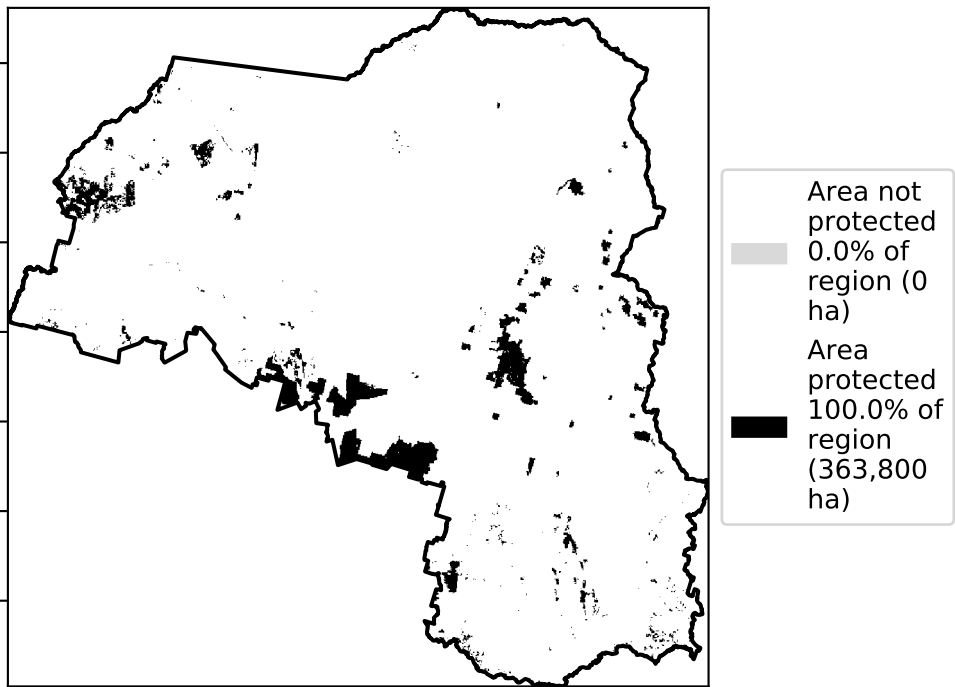 Area not
protected
0.0% of
region (0
ha)
Area
protected
100.0% of
region
(363,800
ha)